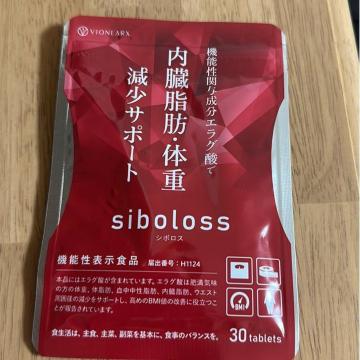 VIONLARX
機能性関与成分エラグ酸で
内臓脂肪・体重
減少サポート
siboloss
シボロス
機能性表示食品 届出番号:H1124
本品にはエラグ酸が含まれています。エラグ酸は肥満気味
の方の体重、体脂肪、血中中性脂肪、内臓脂肪、ウエスト
周囲径の減少をサポートし、高めのBMI値の改善に役立つこ
とが報告されています。
BMI
食生活は、主食、主菜、副菜を基本に、食事のバランスを。
30 tablets